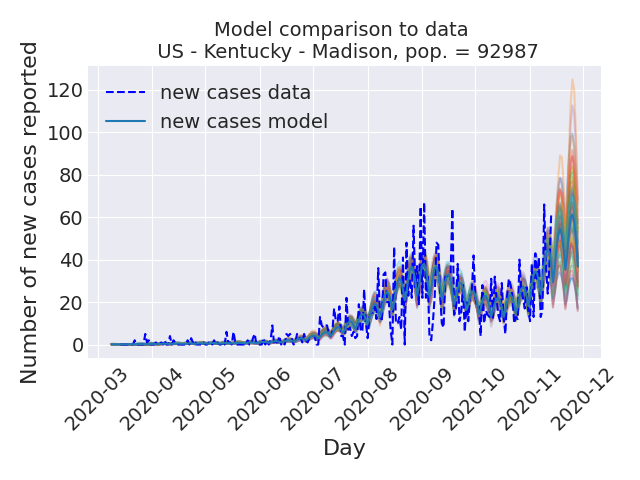 Model comparison to data
US - Kentucky - Madison, pop. = 92987
Number of new cases reported
120
100
80
60
40
20
0
new cases data
new cases model
2020-03
2020-04
2020-05
2020-06
2020-07
2020-08
2020-09
2020-10
2020-11
2020-12
Day